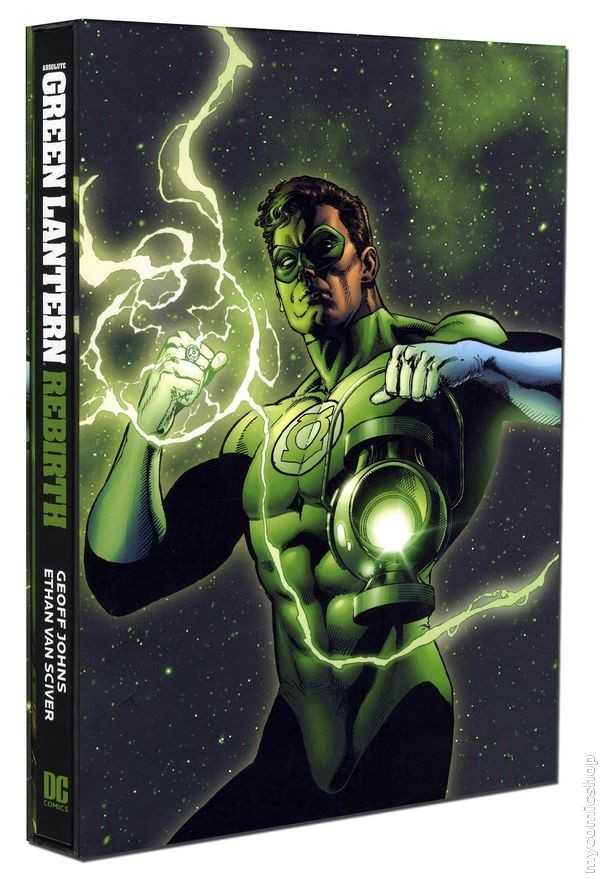 ABSOLUTE
GREEN LANTERN REBIRTH
GEOFF JOHNS
ETHAN VAN SCIVER
DC
COMICS
mycomicshop